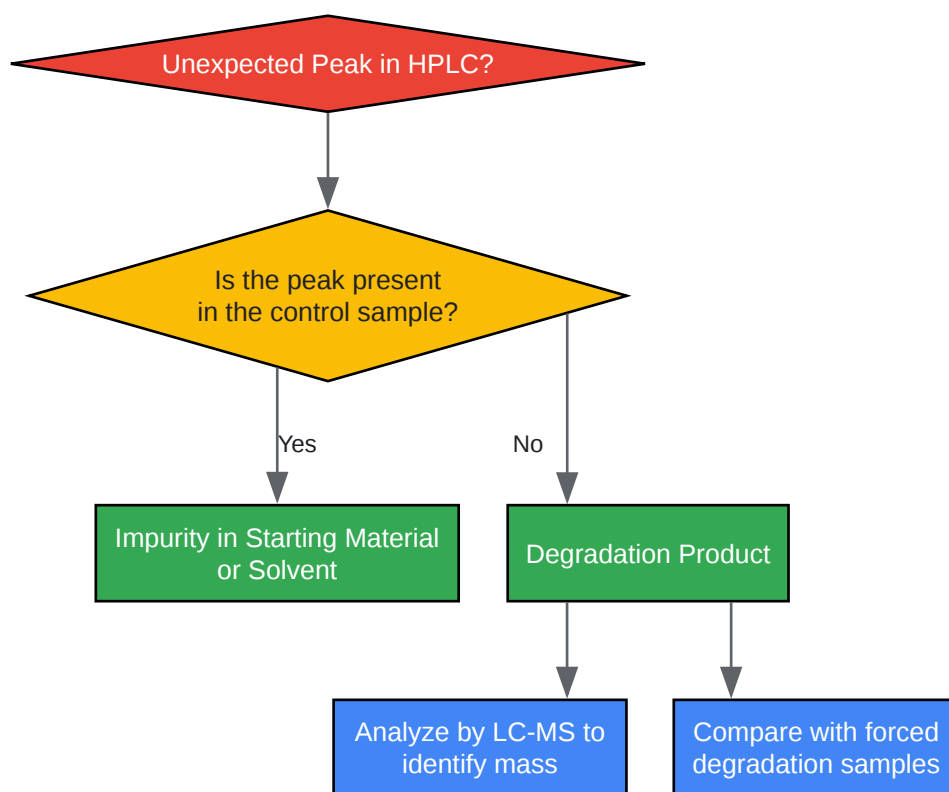 Unexpected Peak in HPLC?
Is the peak present
in the control sample?
Yes
No
Impurity in Starting Material
or Solvent
Degradation Product
Analyze by LC-MS to
identify mass
Compare with forced
degradation samples